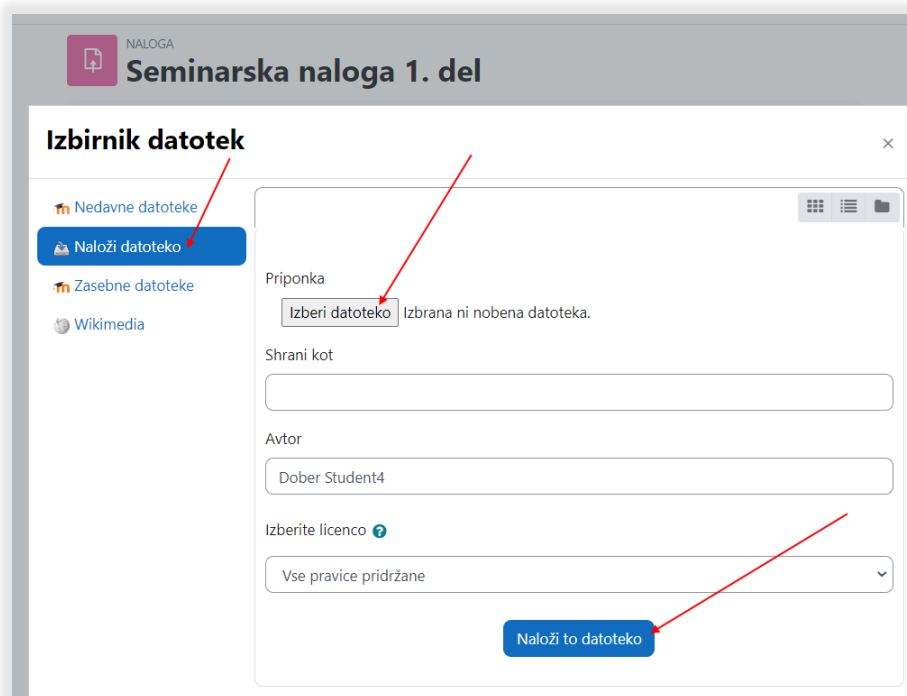 NALOGA
Seminarska naloga 1. del
Izbirnik datotek
Nedavne datoteke
Naloži datoteko
Zasebne datoteke
Wikimedia
Priponka
Izberi datoteko Izbrana ni nobena datoteka.
Shrani kot
Avtor
Dober Student4
Izberite licenco
Vse pravice pridržane
Naloži to datoteko